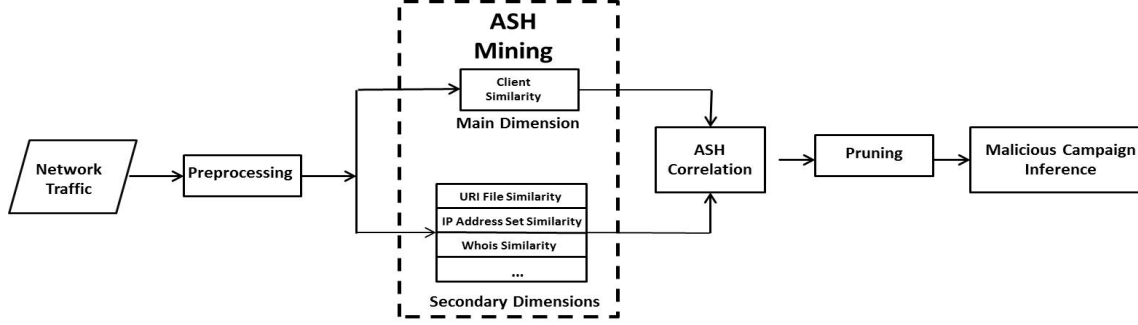 Network
Traffic
Preprocessing
ASH
Mining
Client
Similarity
Main Dimension
URI File Similarity
IP Address Set Similarity
Whois Similarity
...
Secondary Dimensions
ASH
Correlation
Pruning
Malicious Campaign
Inference